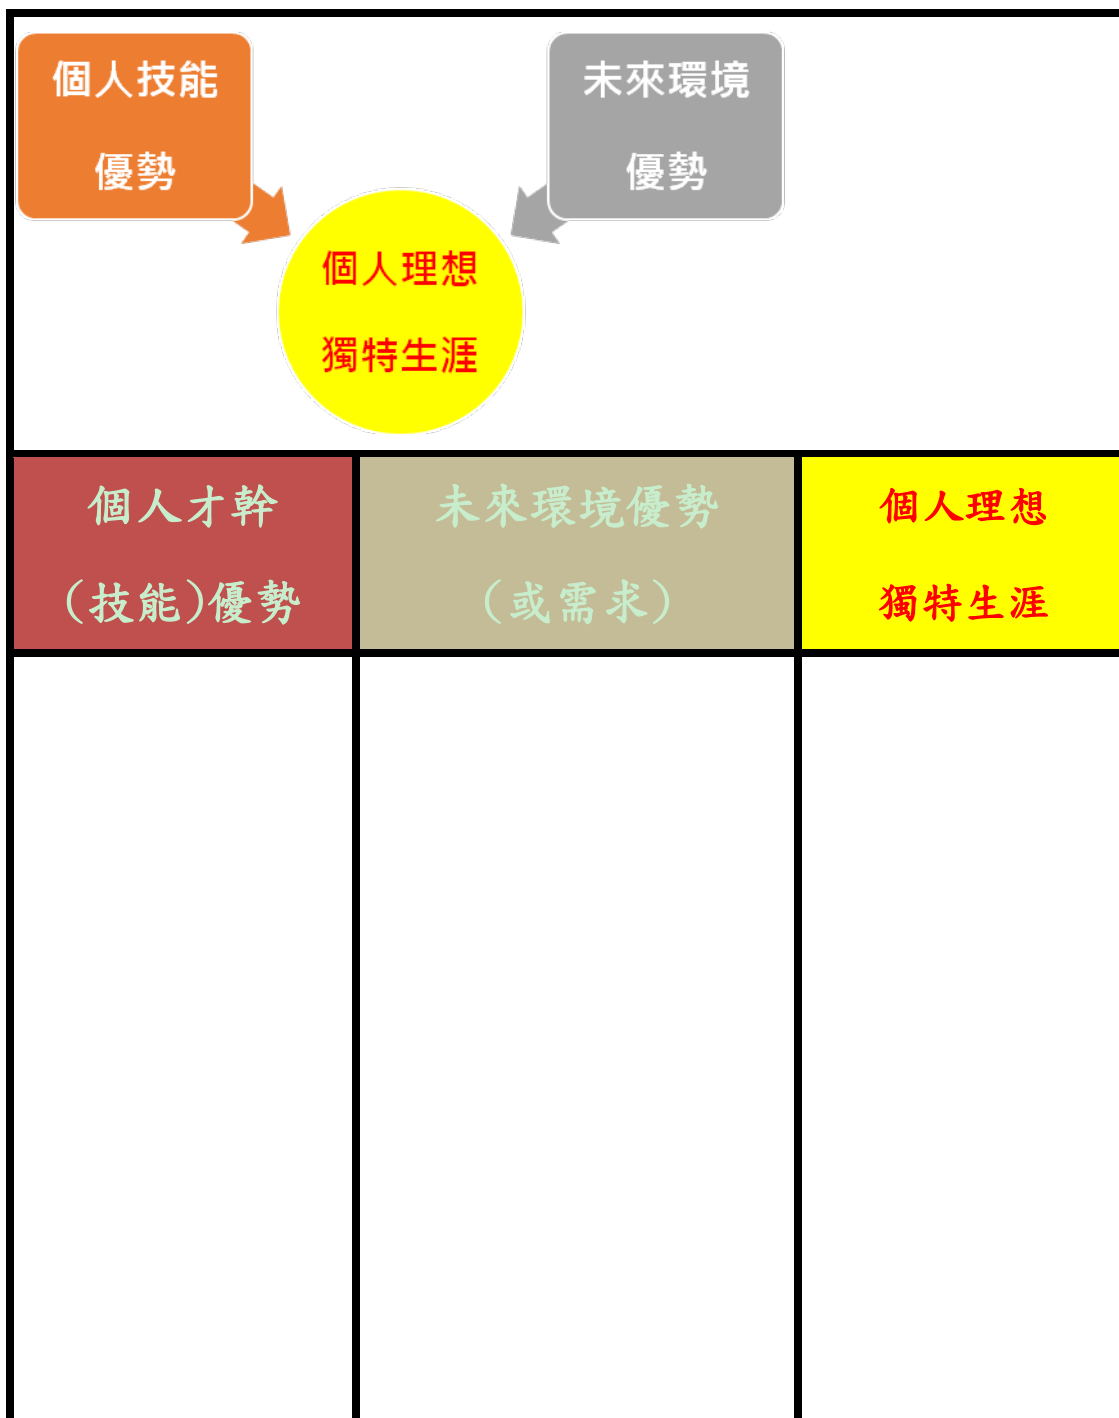 個人技能
優勢
未來環境
優勢
個人理想
獨特生涯
個人才幹
(技能)優勢
未來環境優勢
(或需求)
個人理想
獨特生涯